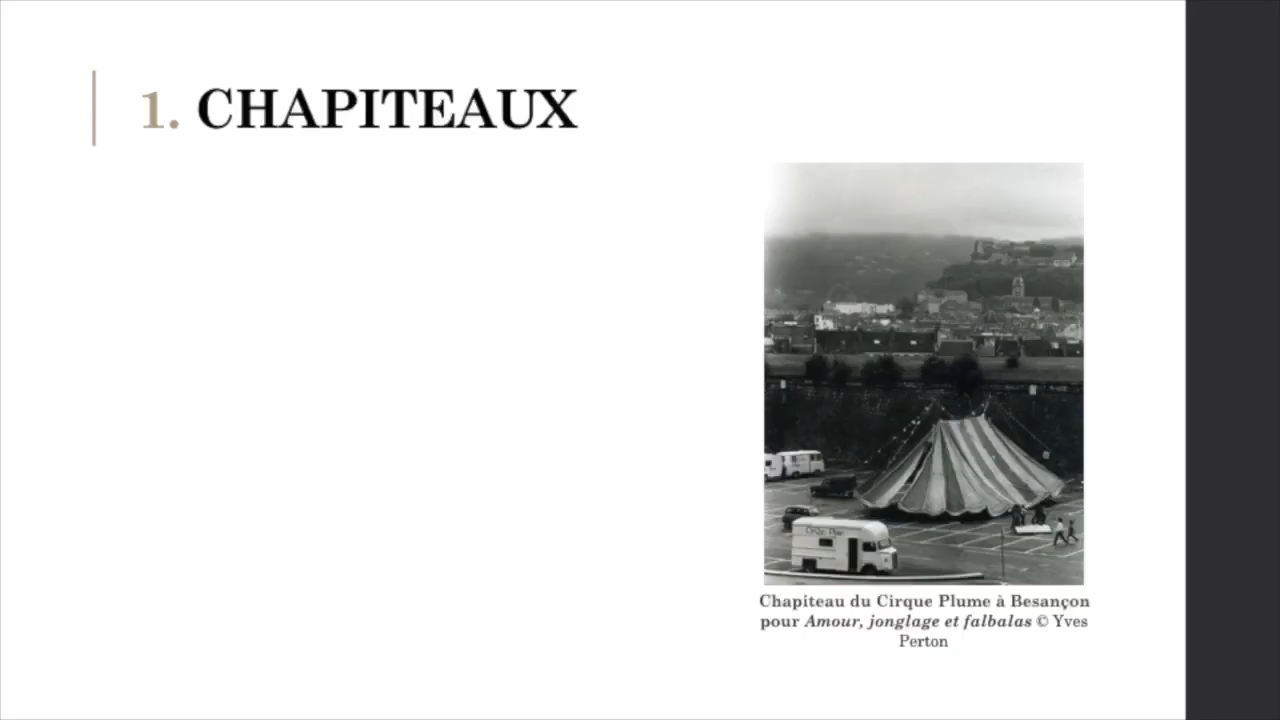 1. CHAPITEAUX
Chapiteau du Cirque Plume à Besançon
pour Amour, jonglage et falbalas © Yves
Perton